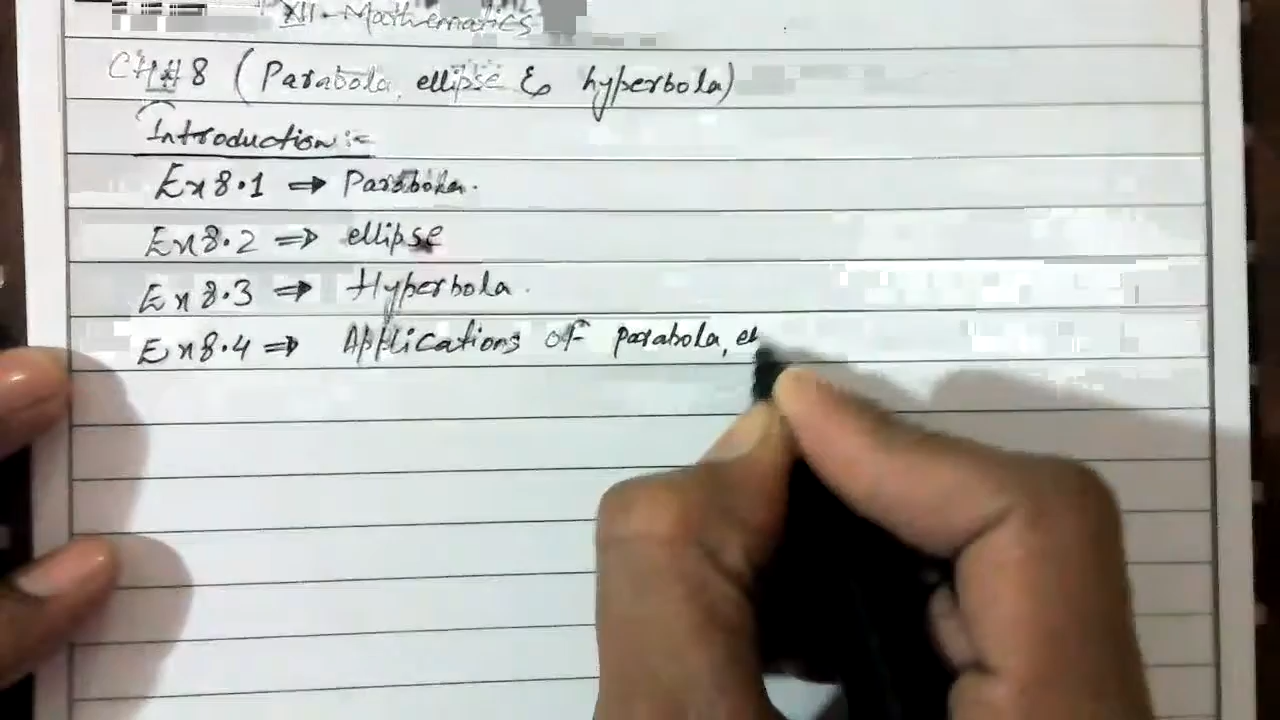 XII - Mathematics
CH # 8 (Parabola, ellipse & hyperbola)
Introduction :-
Ex 8.1 ⇒ Parabola.
Ex 8.2 ⇒ ellipse
Ex 8.3 ⇒ Hyperbola.
Ex 8.4 ⇒ Applications of parabola, el